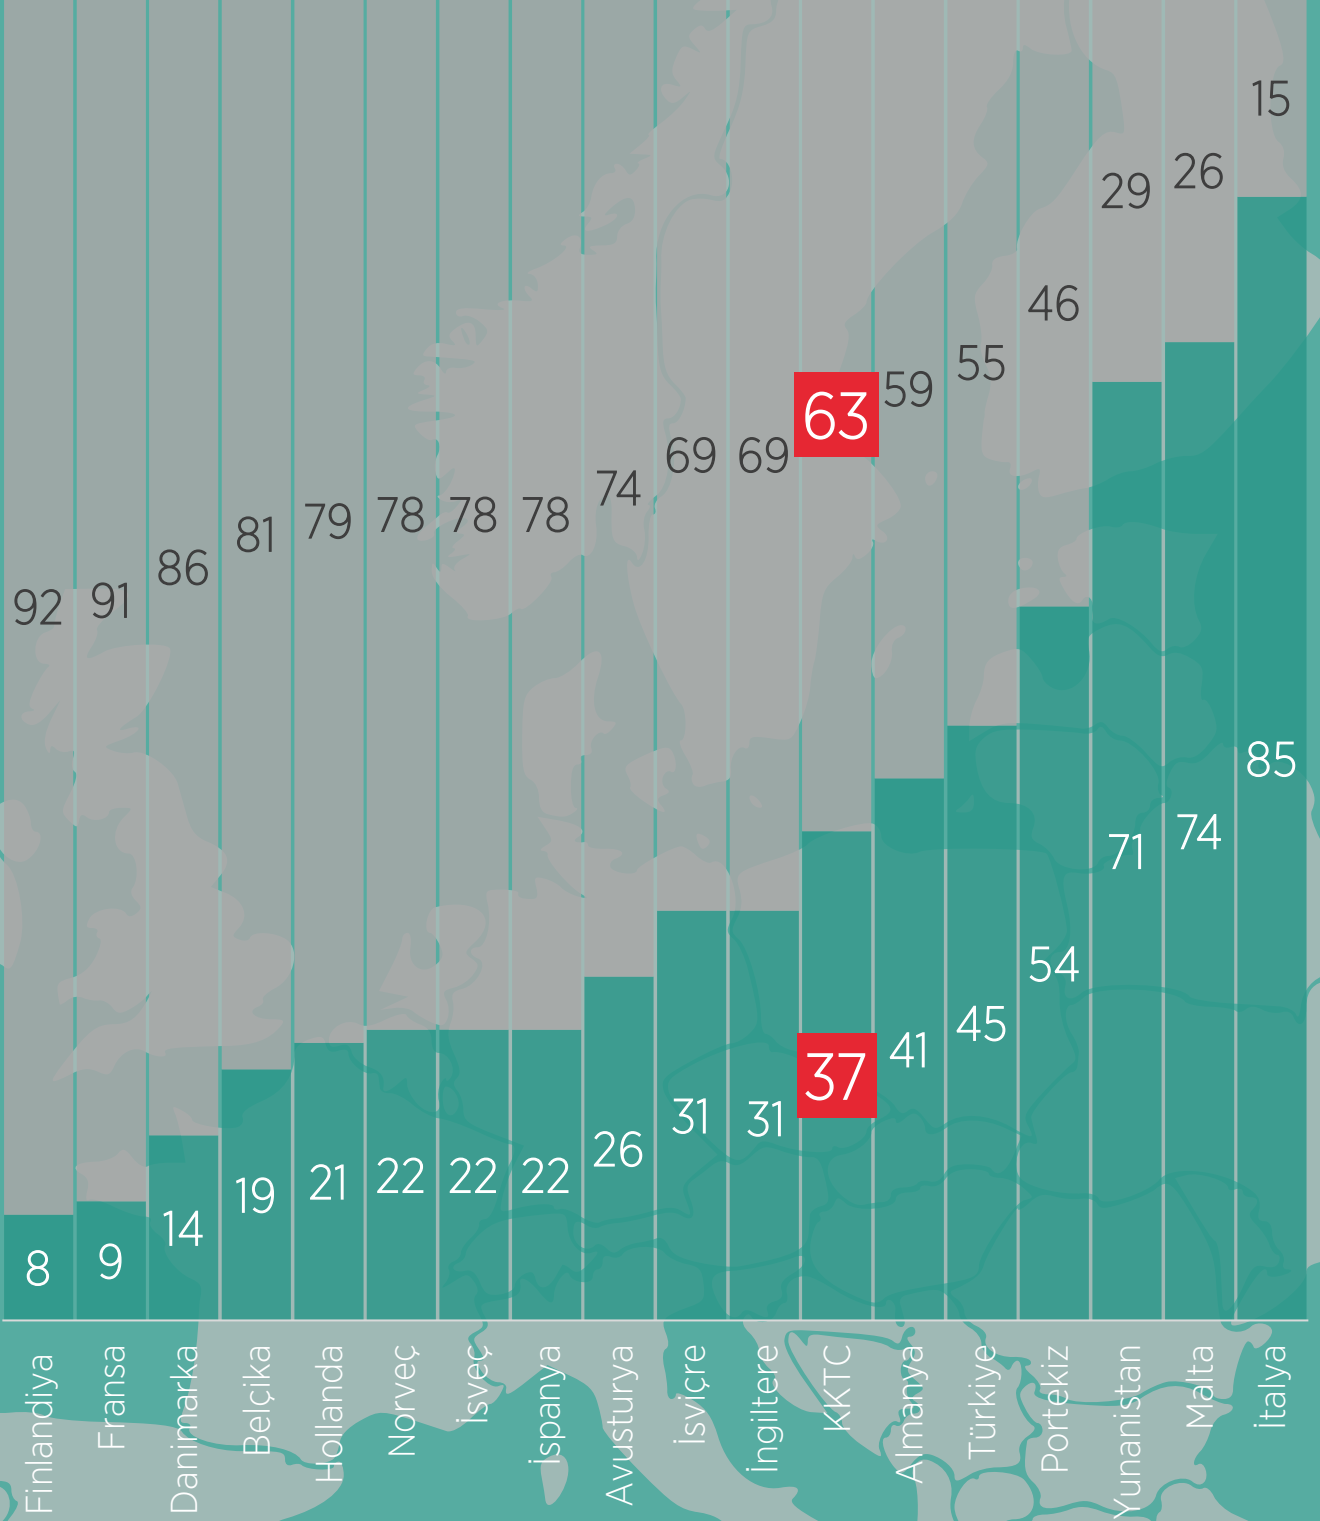 92
91
86
81
79
78
78
78
74
69
69
63
59
55
46
29
26
15
8
9
14
19
21
22
22
22
26
31
31
37
41
45
54
71
74
85
Finlandiya
Fransa
Danimarka
Belçika
Hollanda
Norveç
İsveç
İspanya
Avusturya
İsviçre
İngiltere
KKTC
Almanya
Türkiye
Portekiz
Yunanistan
Malta
İtalya